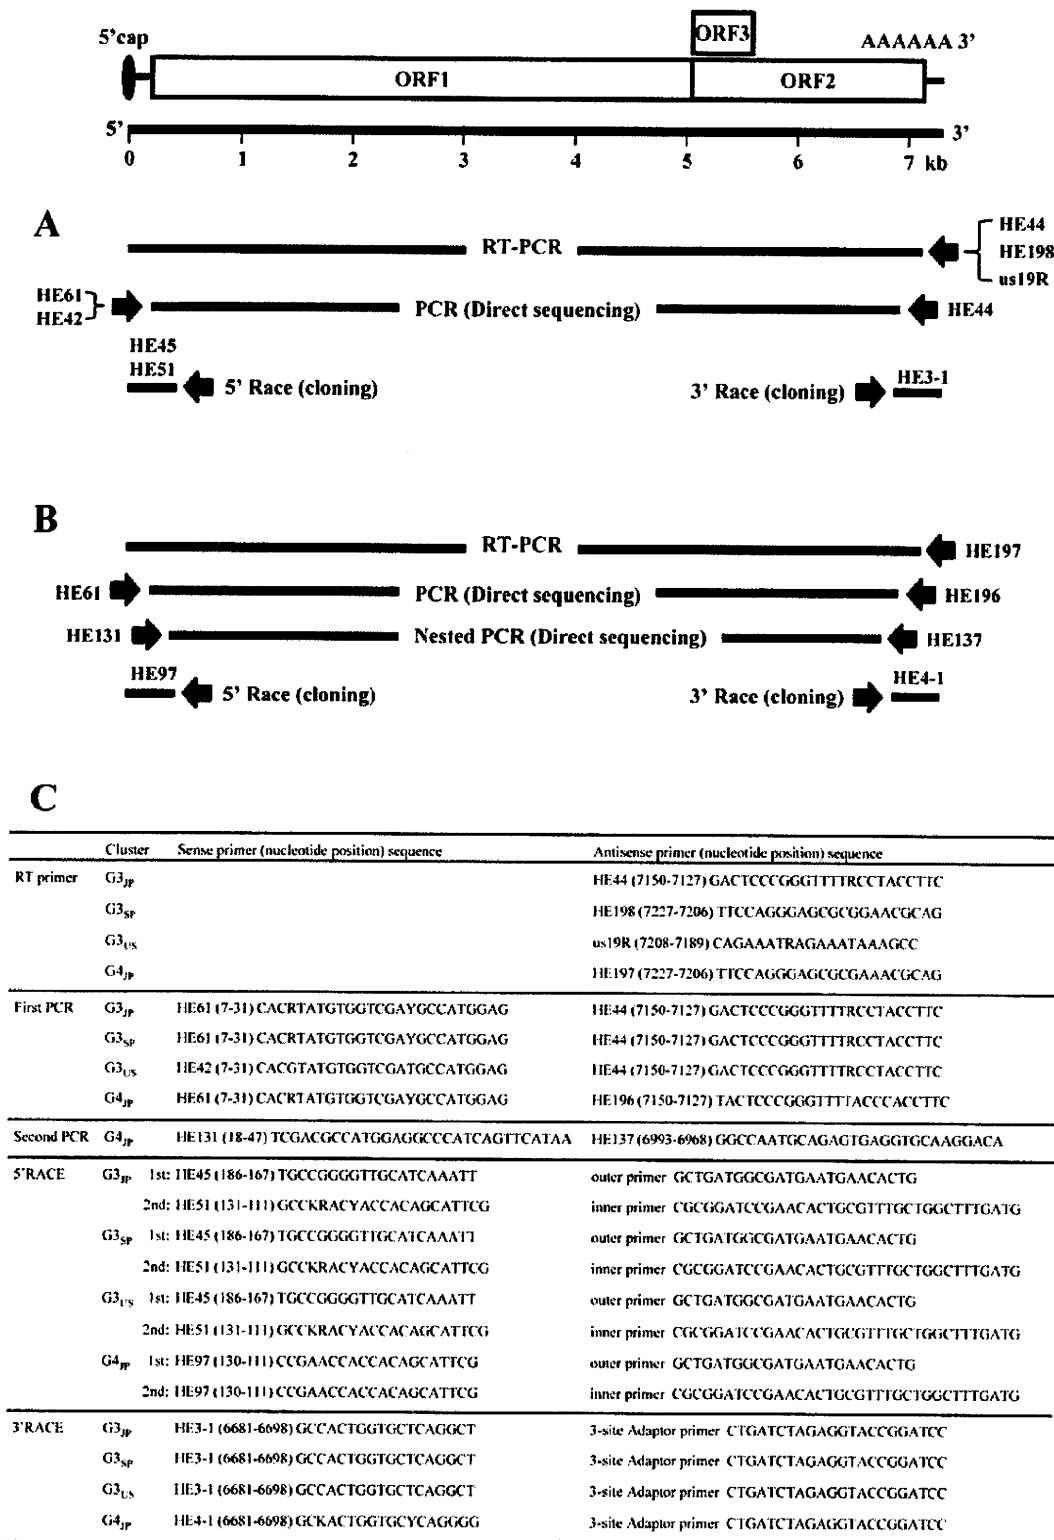 ORF3
5'cap
AAAAAA 3'
ORF1
ORF2
5'
3'
0 1 2 3 4 5 6 7 kb
A
RT-PCR
HE44
HE198
us19R
HE61
HE42
PCR (Direct sequencing)
HE44
HE45
HE51
5' Race (cloning)
3' Race (cloning)
HE3-1
B
RT-PCR
HE197
HE61
PCR (Direct sequencing)
HE196
HE131
Nested PCR (Direct sequencing)
HE137
HE97
5' Race (cloning)
3' Race (cloning)
HE4-1
C
Cluster Sense primer (nucleotide position) sequence Antisense primer (nucleotide position) sequence
RT primer G3JP HE44 (7150-7127) GACTCCCGGGTTTTRCCTACCTTC
G3SP HE198 (7227-7206) TTCCAGGGAGCGCGGAACGCAG
G3US us19R (7208-7189) CAGAAATRAGAAATAAAGCC
G4JP HE197 (7227-7206) TTCCAGGGAGCGCGAAACGCAG
First PCR G3JP HE61 (7-31) CACRTATGTGGTCGAYGCCATGGAG HE44 (7150-7127) GACTCCCGGGTTTTRCCTACCTTC
G3SP HE61 (7-31) CACRTATGTGGTCGAYGCCATGGAG HE44 (7150-7127) GACTCCCGGGTTTTRCCTACCTTC
G3US HE42 (7-31) CACGTATGTGGTCGATGCCATGGAG HE44 (7150-7127) GACTCCCGGGTTTTRCCTACCTTC
G4JP HE61 (7-31) CACRTATGTGGTCGAYGCCATGGAG HE196 (7150-7127) TACTCCCGGGTTTTACCCACCTTC
Second PCR G4JP HE131 (18-47) TCGACGCCATGGAGGCCCATCAGTTCATAA HE137 (6993-6968) GGCCAATGCAGAGTGAGGTGCAAGGACA
5'RACE G3JP 1st: HE45 (186-167) TGCCGGGGTTGCATCAAATT outer primer GCTGATGGCGATGAATGAACACTG
2nd: HE51 (131-111) GCCKRACYACCACAGCATTCG inner primer CGCGGATCCGAACACTGCGTTTGCTGGCTTTGATG
G3SP 1st: HE45 (186-167) TGCCGGGGTTGCATCAAATT outer primer GCTGATGGCGATGAATGAACACTG
2nd: HE51 (131-111) GCCKRACYACCACAGCATTCG inner primer CGCGGATCCGAACACTGCGTTTGCTGGCTTTGATG
G3US 1st: HE45 (186-167) TGCCGGGGTTGCATCAAATT outer primer GCTGATGGCGATGAATGAACACTG
2nd: HE51 (131-111) GCCKRACYACCACAGCATTCG inner primer CGCGGATCCGAACACTGCGTTTGCTGGCTTTGATG
G4JP 1st: HE97 (130-111) CCGAACCACCACAGCATTCG outer primer GCTGATGGCGATGAATGAACACTG
2nd: HE97 (130-111) CCGAACCACCACAGCATTCG inner primer CGCGGATCCGAACACTGCGTTTGCTGGCTTTGATG
3'RACE G3JP HE3-1 (6681-6698) GCCACTGGTGCTCAGGCT 3-site Adaptor primer CTGATCTAGAGGTACCGGATCC
G3SP HE3-1 (6681-6698) GCCACTGGTGCTCAGGCT 3-site Adaptor primer CTGATCTAGAGGTACCGGATCC
G3US HE3-1 (6681-6698) GCCACTGGTGCTCAGGCT 3-site Adaptor primer CTGATCTAGAGGTACCGGATCC
G4JP HE4-1 (6681-6698) GCKACTGGTGCYCAGGGG 3-site Adaptor primer CTGATCTAGAGGTACCGGATCC